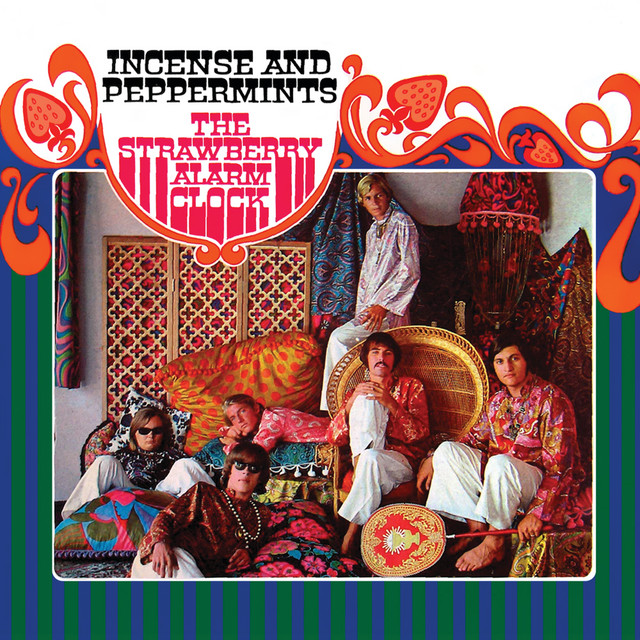 INCENSE AND
PEPPERMINTS
THE
STRAWBERRY
ALARM
CLOCK